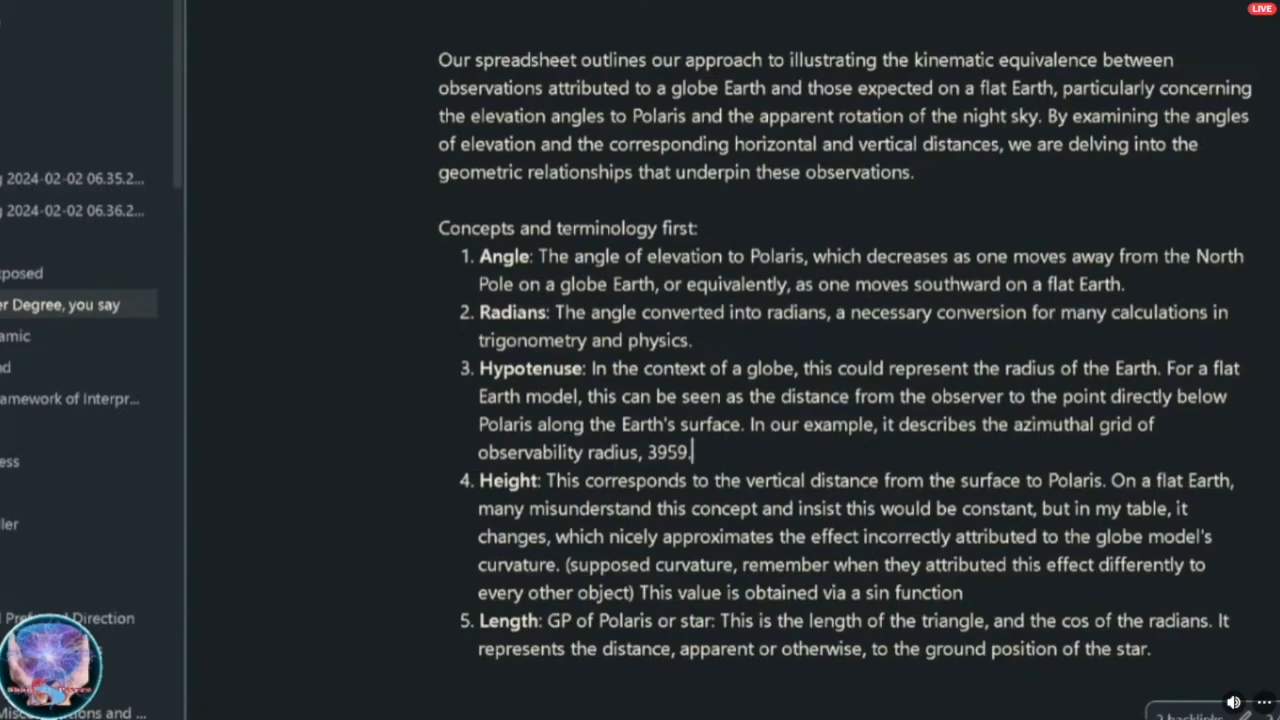 LIVE
Our spreadsheet outlines our approach to illustrating the kinematic equivalence between
observations attributed to a globe Earth and those expected on a flat Earth, particularly concerning
the elevation angles to Polaris and the apparent rotation of the night sky. By examining the angles
of elevation and the corresponding horizontal and vertical distances, we are delving into the
geometric relationships that underpin these observations.
Concepts and terminology first:
1. Angle: The angle of elevation to Polaris, which decreases as one moves away from the North
Pole on a globe Earth, or equivalently, as one moves southward on a flat Earth.
2. Radians: The angle converted into radians, a necessary conversion for many calculations in
trigonometry and physics.
3. Hypotenuse: In the context of a globe, this could represent the radius of the Earth. For a flat
Earth model, this can be seen as the distance from the observer to the point directly below
Polaris along the Earth's surface. In our example, it describes the azimuthal grid of
observability radius, 3959.
4. Height: This corresponds to the vertical distance from the surface to Polaris. On a flat Earth,
many misunderstand this concept and insist this would be constant, but in my table, it
changes, which nicely approximates the effect incorrectly attributed to the globe model's
curvature. (supposed curvature, remember when they attributed this effect differently to
every other object) This value is obtained via a sin function
5. Length: GP of Polaris or star: This is the length of the triangle, and the cos of the radians. It
represents the distance, apparent or otherwise, to the ground position of the star.
g 2024-02-02 06.35.2...
g 2024-02-02 06.36.2...
xposed
er Degree, you say
amic
nd
amework of Interpr...
ess
ller
Direction
ons and ...
2 backlinks